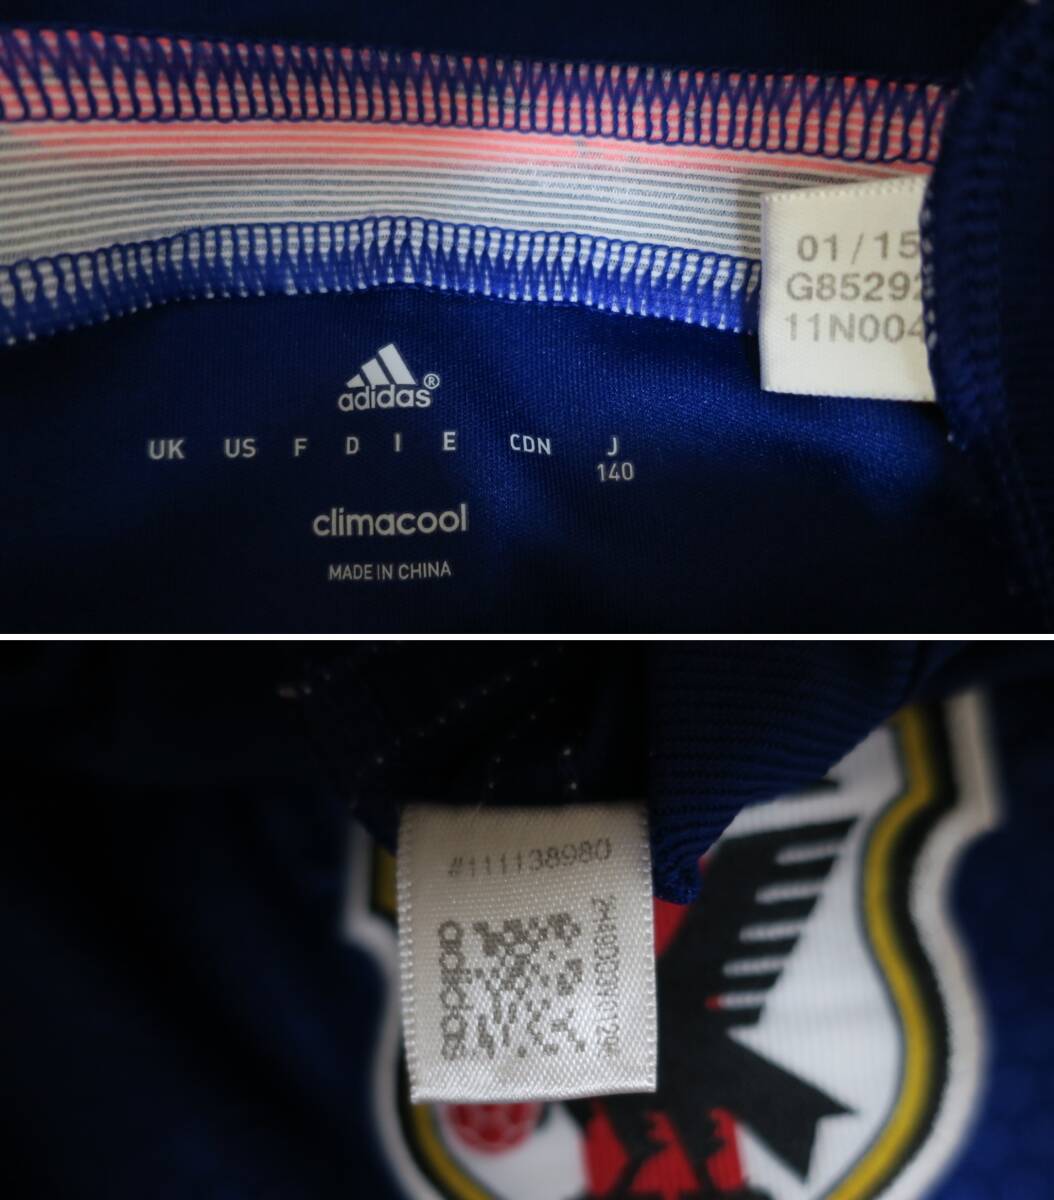 01/15
G85292
11N004
adidas®
UK US F D I E CDN J
140
climacool
MADE IN CHINA
#111138980
adidas